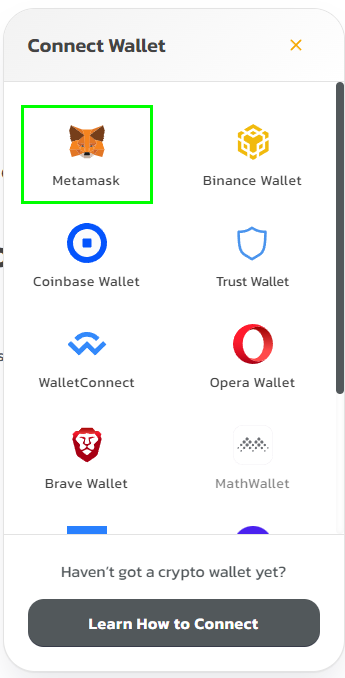 Connect Wallet
Metamask
Binance Wallet
Coinbase Wallet
Trust Wallet
WalletConnect
Opera Wallet
Brave Wallet
MathWallet
Haven't got a crypto wallet yet?
Learn How to Connect